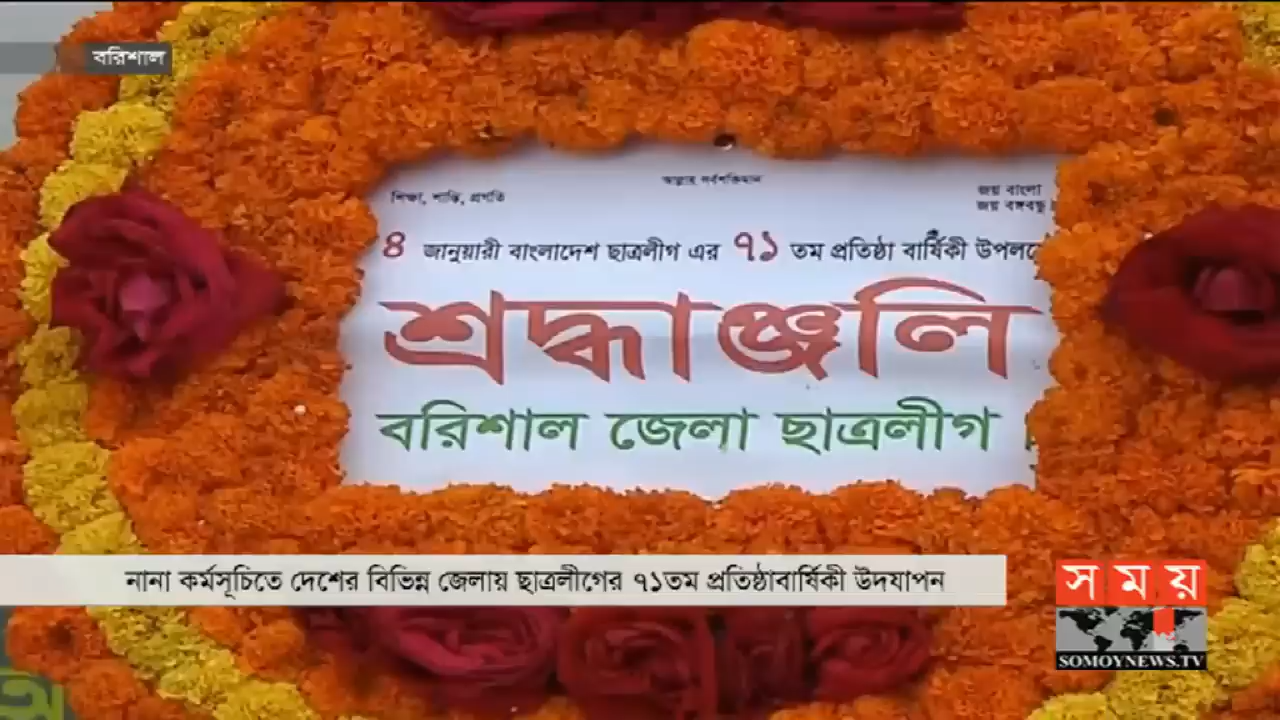 বরিশাল
আল্লাহ সর্বশক্তিমান
শিক্ষা, শান্তি, প্রগতি
জয় বাংলা
জয় বঙ্গবন্ধু
৪ জানুয়ারী বাংলাদেশ ছাত্রলীগ এর ৭১ তম প্রতিষ্ঠা বার্ষিকী
শ্রদ্ধাঞ্জলি
বরিশাল জেলা ছাত্রলীগ
নানা কর্মসূচিতে দেশের বিভিন্ন জেলায় ছাত্রলীগের ৭১তম প্রতিষ্ঠাবার্ষিকী উদযাপন
সময়
SOMOYNEWS.TV